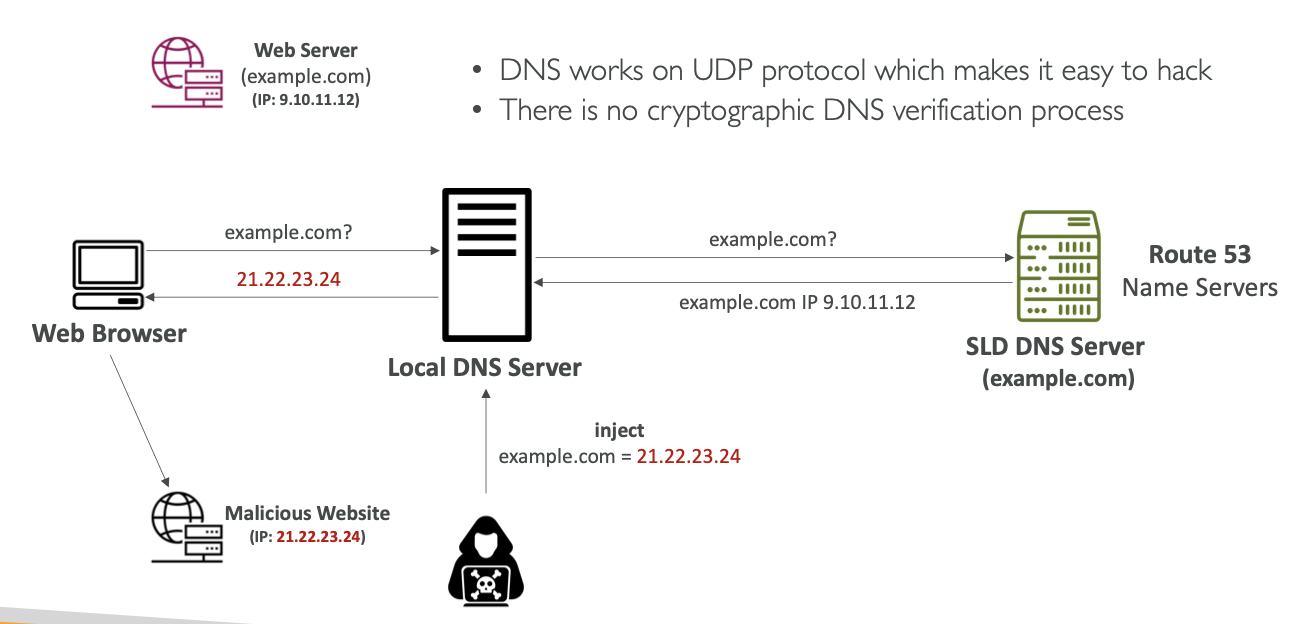 Web Server
(example.com)
(IP: 9.10.11.12)
• DNS works on UDP protocol which makes it easy to hack
• There is no cryptographic DNS verification process
example.com?
21.22.23.24
example.com?
example.com IP 9.10.11.12
Route 53
Name Servers
Web Browser
Local DNS Server
SLD DNS Server
(example.com)
inject
example.com = 21.22.23.24
Malicious Website
(IP: 21.22.23.24)